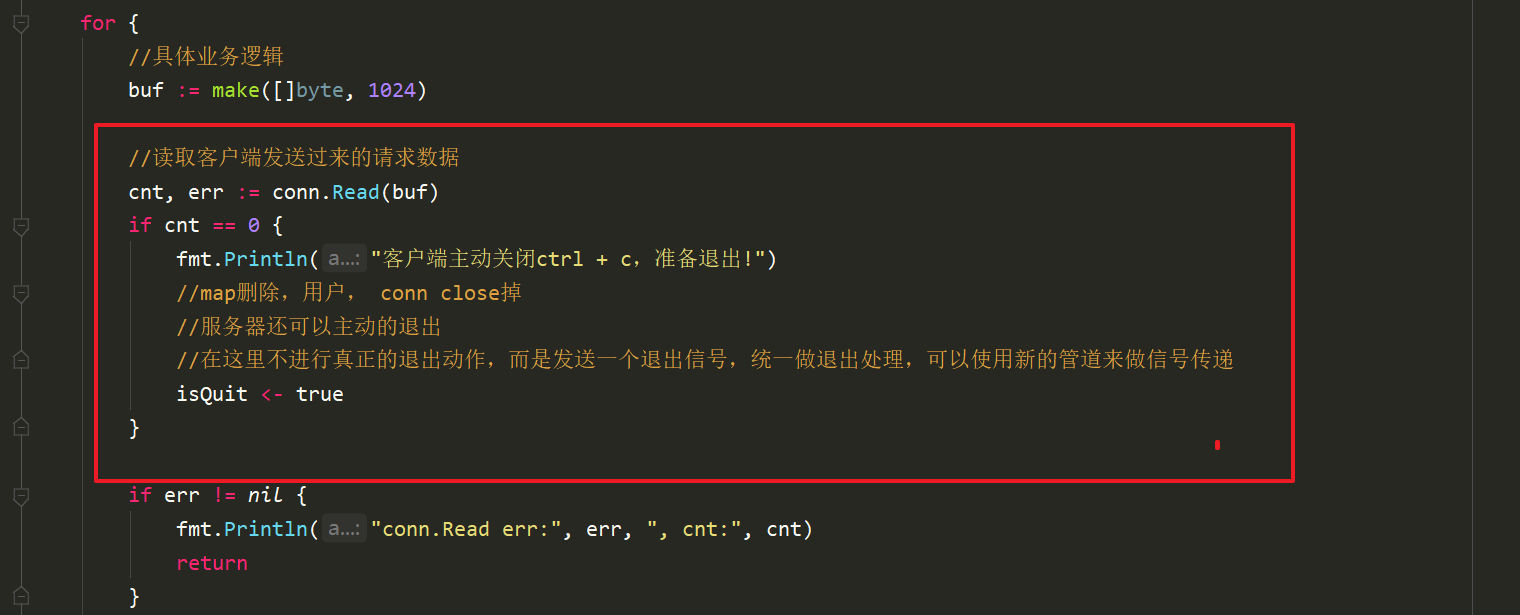 for {
//具体业务逻辑
buf := make([]byte, 1024)
//读取客户端发送过来的请求数据
cnt, err := conn.Read(buf)
if cnt == 0 {
fmt.Println( a...: "客户端主动关闭ctrl + c，准备退出!")
//map删除，用户， conn close掉
//服务器还可以主动的退出
//在这里不进行真正的退出动作，而是发送一个退出信号，统一做退出处理，可以使用新的管道来做信号传递
isQuit <- true
}
if err != nil {
fmt.Println( a...: "conn.Read err:", err, ", cnt:", cnt)
return
}